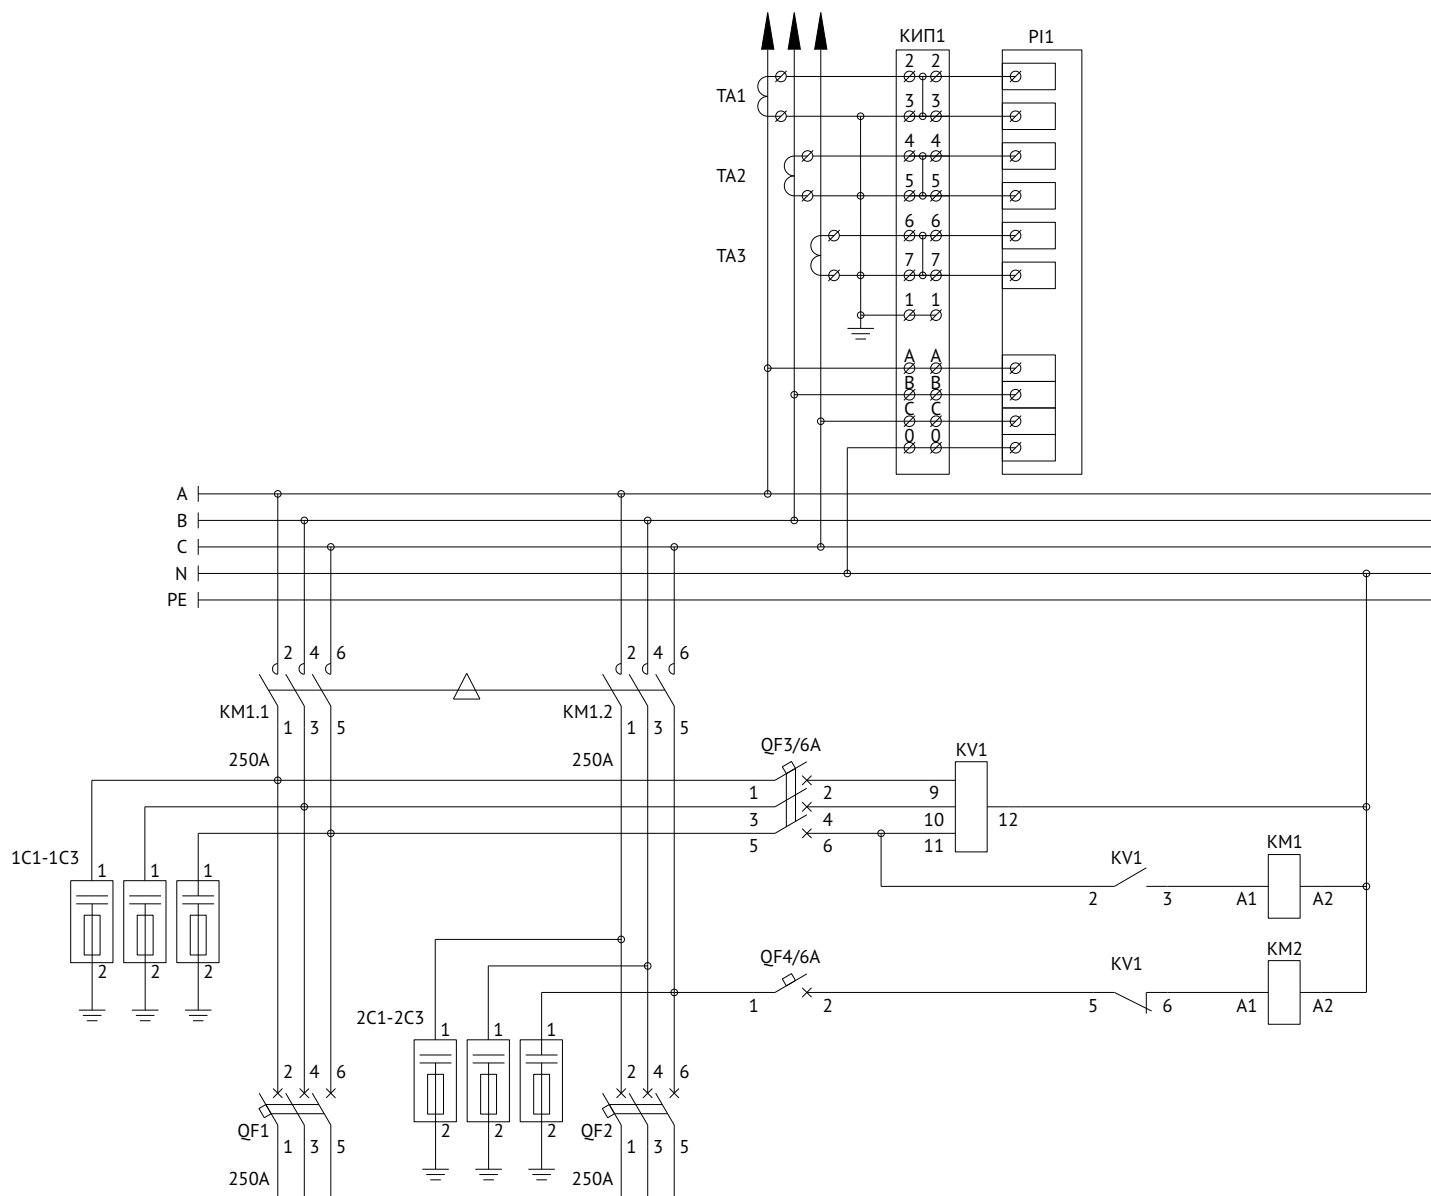 КИП1 PI1
2 2
TA1
3 3
4 4
TA2
5 5
6 6
TA3
7 7
1 1
A A
B B
C C
0 0
A
B
C
N
PE
2 4 6 2 4 6
KM1.1 KM1.2
1 3 5 1 3 5
250A 250A
QF3/6A KV1
1 2 9
3 4 10 12
5 6 11
KM1
1C1-1C3 KV1
1 1 1
2 3 A1 A2
2 2 2
QF4/6A KV1 KM2
1 2 5 6 A1 A2
2C1-2C3
1 1 1
2 4 6 2 4 6
QF1 2 2 2 QF2
1 3 5 1 3 5
250A 250A